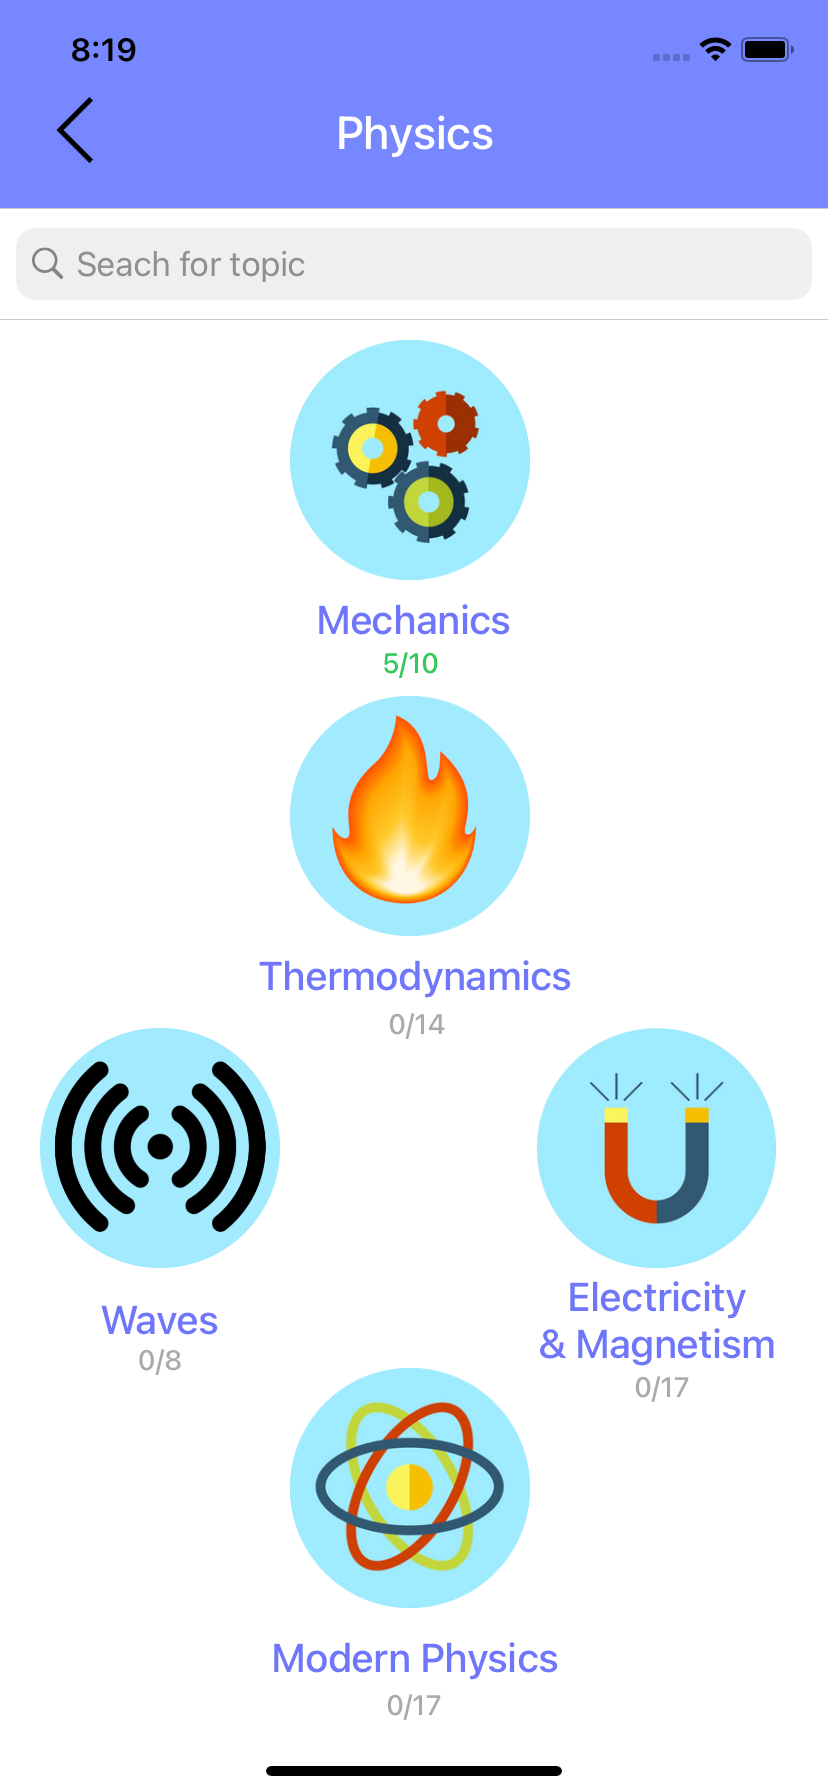 8:19
Physics
Seach for topic
Mechanics
5/10
Thermodynamics
0/14
Waves
0/8
Electricity
& Magnetism
0/17
Modern Physics
0/17